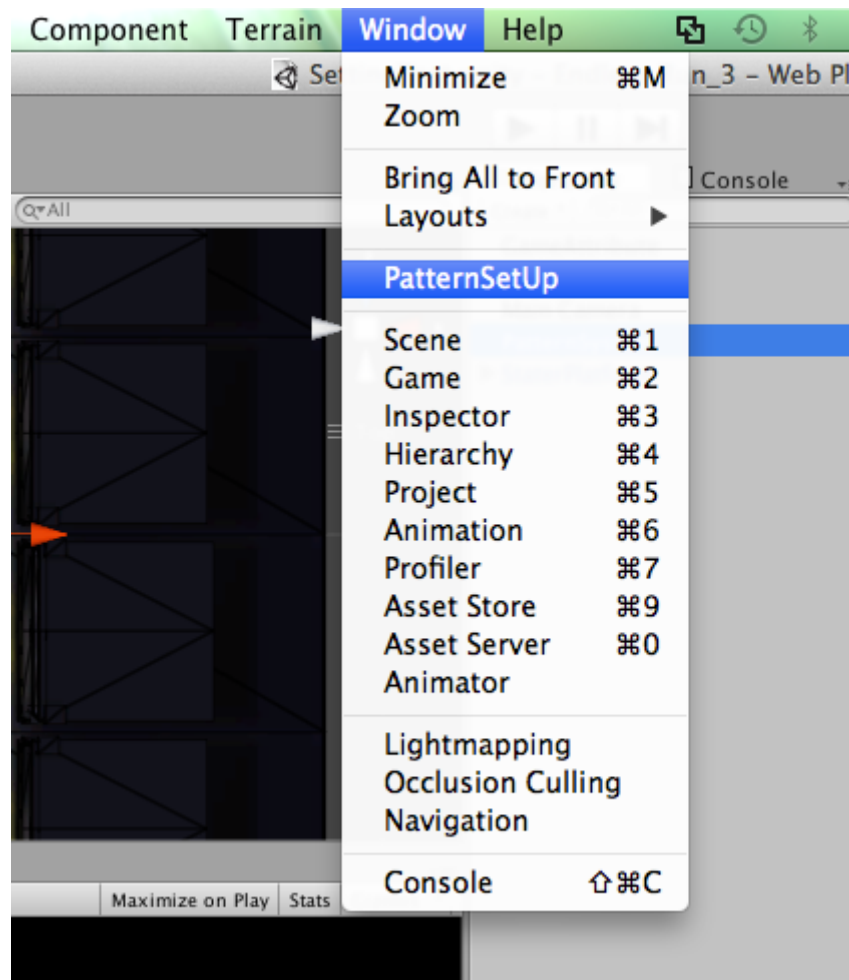 Component Terrain Window Help
Set n_3 – Web Pl
Minimize ⌘M
Zoom
Bring All to Front
Console
Layouts ▶
All
PatternSetUp
Scene ⌘1
Game ⌘2
Inspector ⌘3
Hierarchy ⌘4
Project ⌘5
Animation ⌘6
Profiler ⌘7
Asset Store ⌘9
Asset Server ⌘0
Animator
Lightmapping
Occlusion Culling
Navigation
Console ⇧⌘C
Maximize on Play Stats